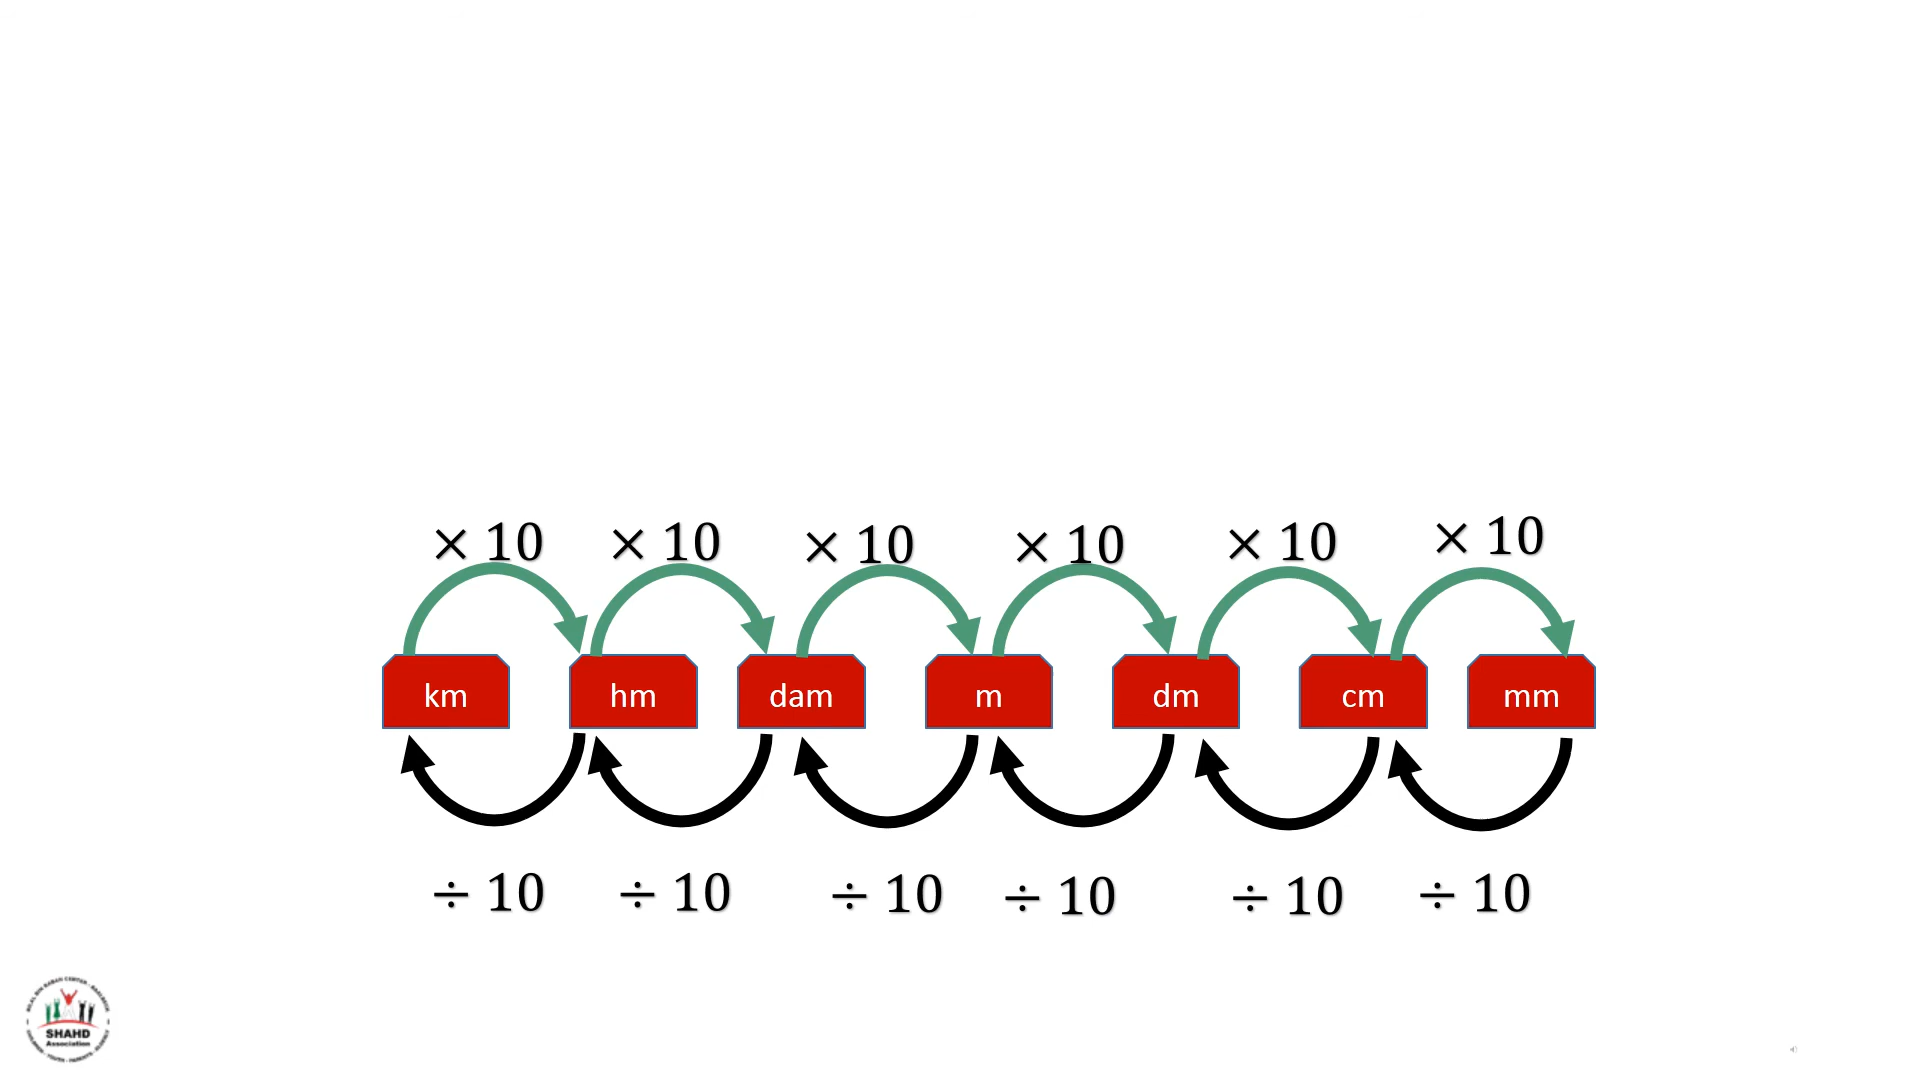 × 10 × 10 × 10 × 10 × 10 × 10
km hm dam m dm cm mm
÷ 10 ÷ 10 ÷ 10 ÷ 10 ÷ 10 ÷ 10
SHAHD
Association